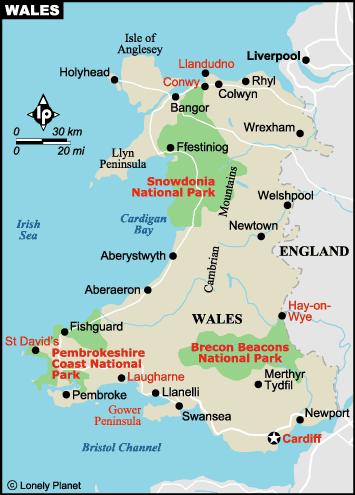 WALES
Isle of
Anglesey
Llandudno
Liverpool
Holyhead
Conwy
Rhyl
Colwyn
Bangor
lp
0 30 km
0 20 mi
Wrexham
Ffestiniog
Llyn
Peninsula
Snowdonia
National Park
Mountains
Welshpool
Irish
Sea
Cardigan
Bay
Newtown
ENGLAND
Aberystwyth
Cambrian
Aberaeron
Hay-on-
Wye
WALES
Fishguard
St David's
Pembrokeshire
Coast National
Park
Brecon Beacons
National Park
Laugharne
Merthyr
Tydfil
Pembroke
Llanelli
Gower
Peninsula
Swansea
Newport
Bristol Channel
Cardiff
© Lonely Planet